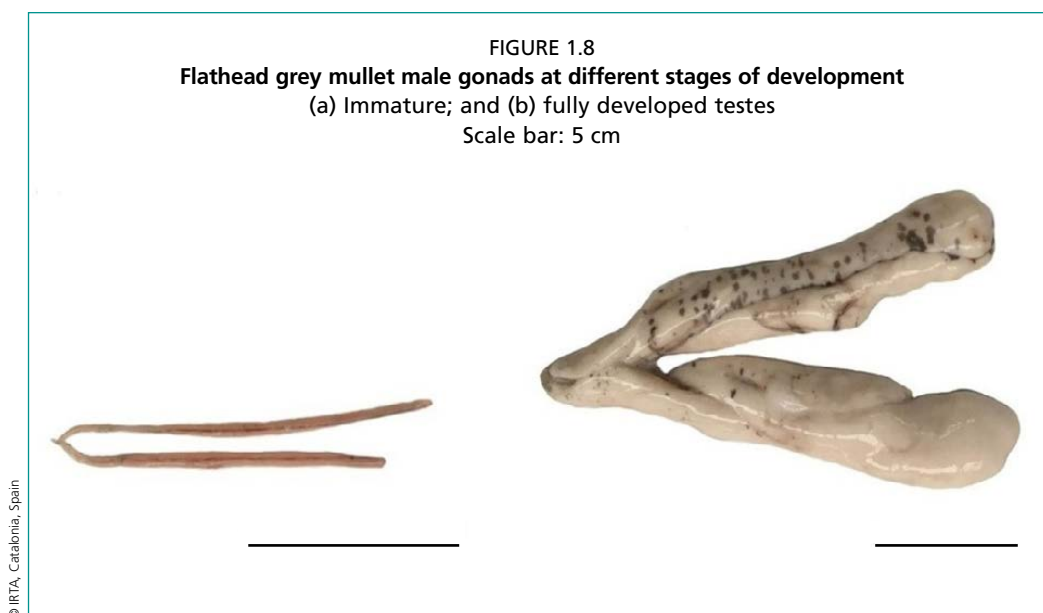 FIGURE 1.8
Flathead grey mullet male gonads at different stages of development
(a) Immature; and (b) fully developed testes
Scale bar: 5 cm
© IRTA, Catalonia, Spain